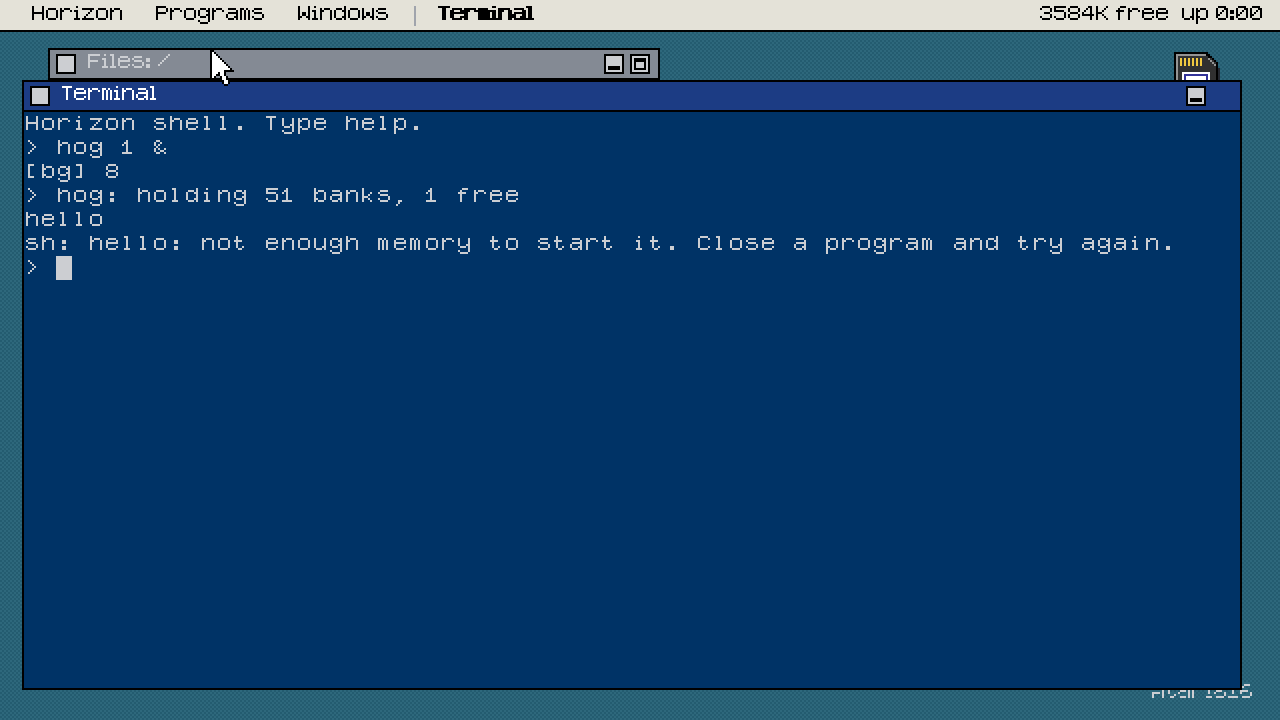 Horizon Programs Windows | Terminal 3584K free up 0:00
Files: /
Terminal
Horizon shell. Type help.
> hog 1 &
[bg] 8
> hog: holding 51 banks, 1 free
hello
sh: hello: not enough memory to start it. Close a program and try again.
>